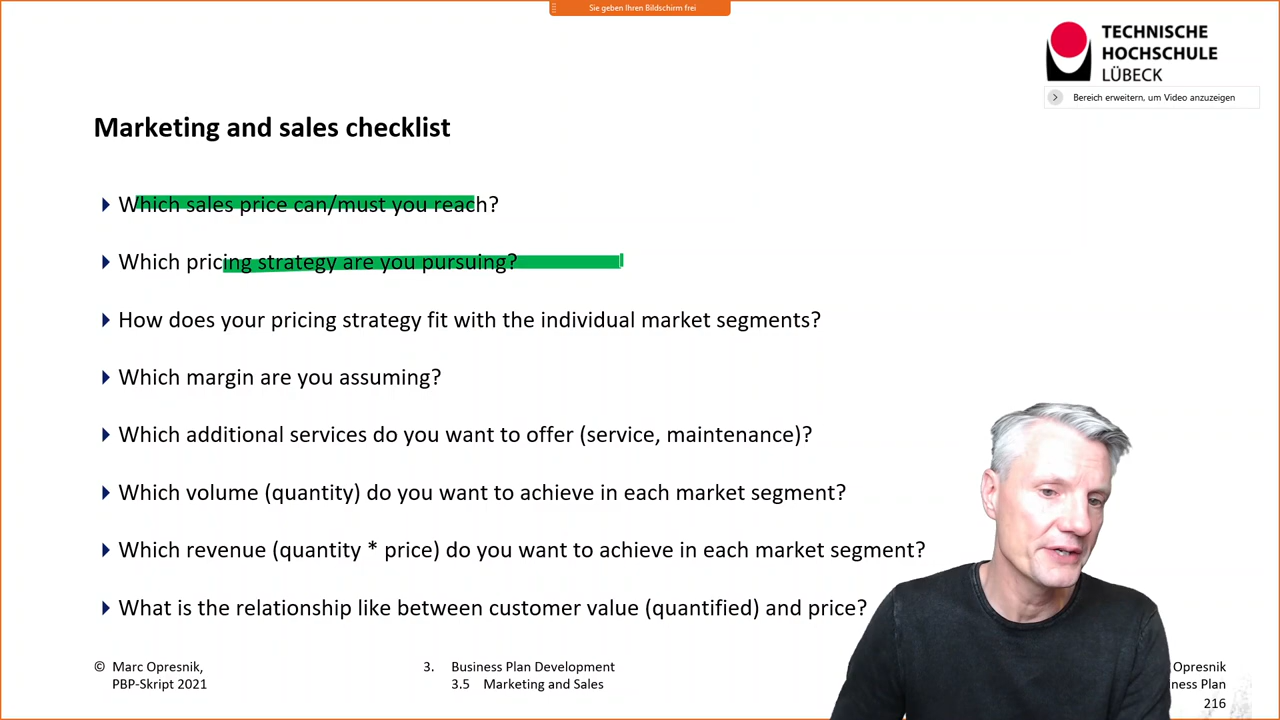 Sie geben Ihren Bildschirm frei
TECHNISCHE
HOCHSCHULE
LÜBECK
Bereich erweitern, um Video anzuzeigen
Marketing and sales checklist
Which sales price can/must you reach?
Which pricing strategy are you pursuing?
How does your pricing strategy fit with the individual market segments?
Which margin are you assuming?
Which additional services do you want to offer (service, maintenance)?
Which volume (quantity) do you want to achieve in each market segment?
Which revenue (quantity * price) do you want to achieve in each market segment?
What is the relationship like between customer value (quantified) and price?
© Marc Opresnik,
PBP-Skript 2021
3. Business Plan Development
3.5 Marketing and Sales
Opresnik
ness Plan
216